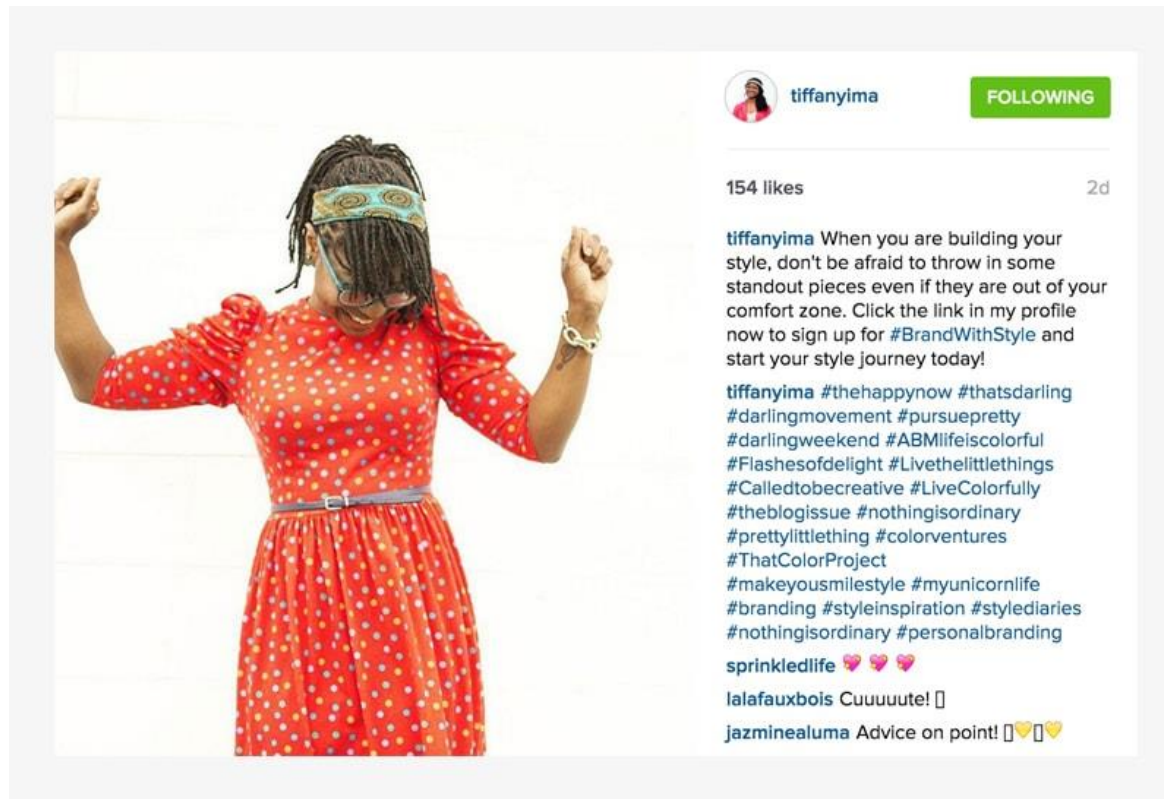 tiffanyima
FOLLOWING
154 likes
2d
tiffanyima When you are building your
style, don't be afraid to throw in some
standout pieces even if they are out of your
comfort zone. Click the link in my profile
now to sign up for #BrandWithStyle and
start your style journey today!
tiffanyima #thehappynow #thatsdarling
#darlingmovement #pursuepretty
#darlingweekend #ABMlifeiscolorful
#Flashesofdelight #Livethelittlethings
#Calledtobecreative #LiveColorfully
#theblogissue #nothingisordinary
#prettylittlething #colorventures
#ThatColorProject
#makeyousmilestyle #myunicornlife
#branding #styleinspiration #stylediaries
#nothingisordinary #personalbranding
sprinkledlife 💖 💖 💖
lalafauxbois Cuuuuute! ▯
jazminealuma Advice on point! ▯💛▯💛